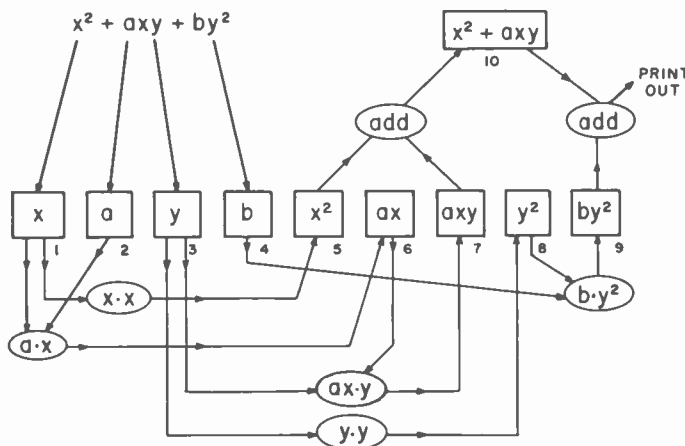 x² + axy + by²
x² + axy
10
PRINT
OUT
add
add
x
a
y
b
x²
ax
axy
y²
by²
1
2
3
4
5
6
7
8
9
x·x
b·y²
a·x
ax·y
y·y